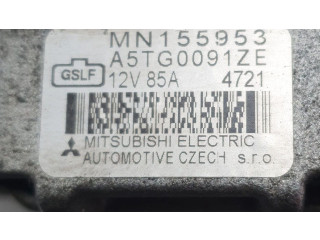 MN155953
A5TG0091ZE
GSLF
12V 85A 4721
MITSUBISHI ELECTRIC
AUTOMOTIVE CZECH s.r.o.